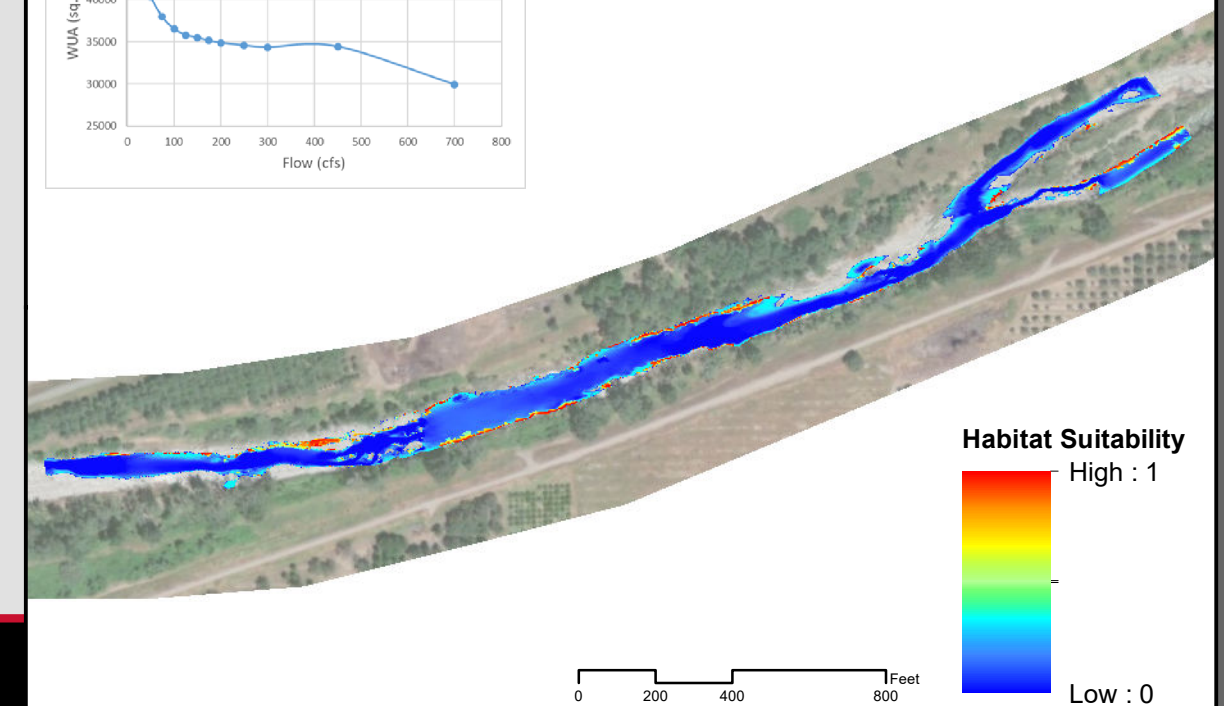 40000
WUA (sq.
35000
30000
25000
0 100 200 300 400 500 600 700 800
Flow (cfs)
Habitat Suitability
High : 1
Low : 0
Feet
0 200 400 800